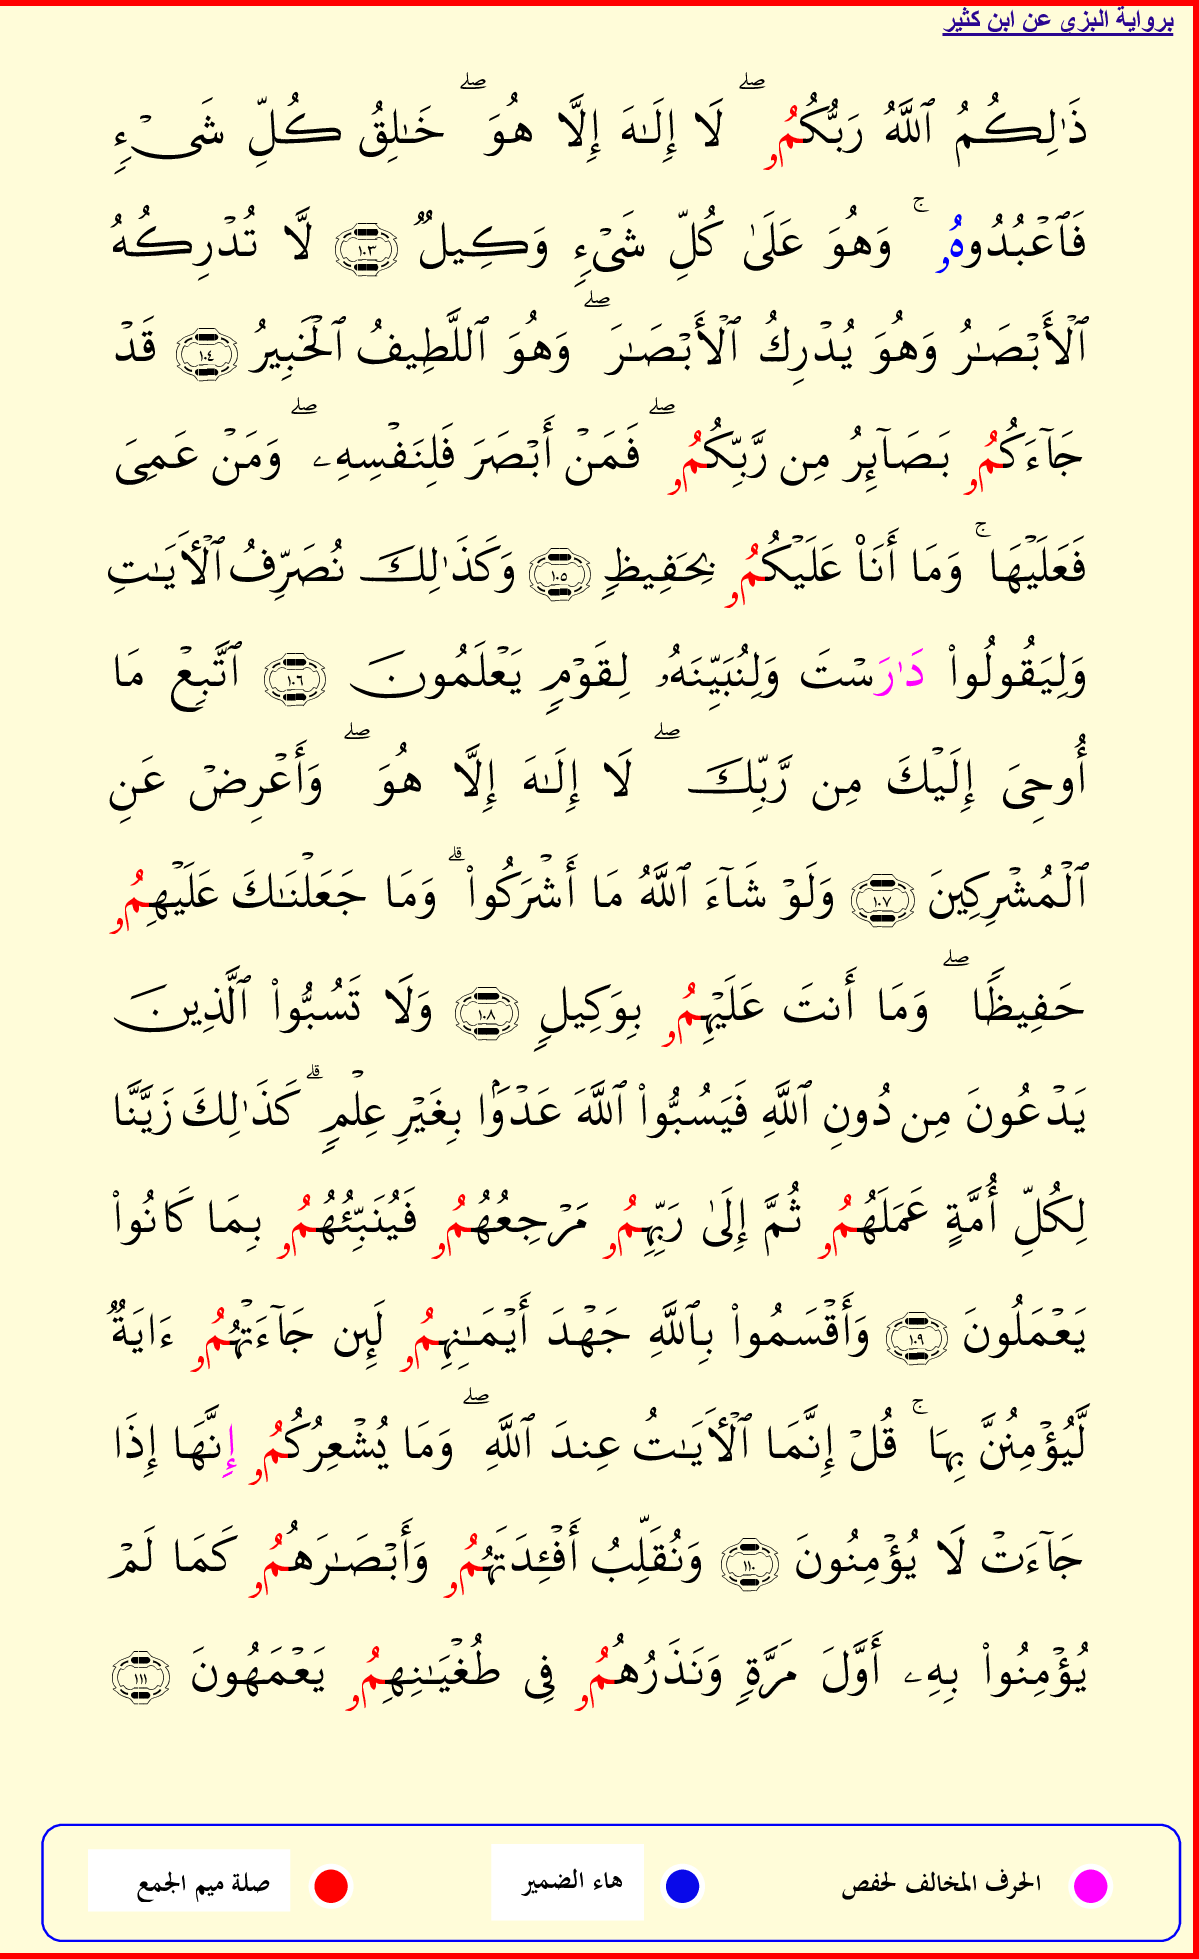 برواية البزي عن ابن كثير
ذَٰلِكُمُ ٱللَّهُ رَبُّكُمُۥ ۖ لَا إِلَٰهَ إِلَّا هُوَ ۖ خَٰلِقُ كُلِّ شَىْءٍ
فَٱعْبُدُوهُۥ ۚ وَهُوَ عَلَىٰ كُلِّ شَىْءٍ وَكِيلٌ ١٠٣ لَّا تُدْرِكُهُ
ٱلْأَبْصَٰرُ وَهُوَ يُدْرِكُ ٱلْأَبْصَٰرَ ۖ وَهُوَ ٱللَّطِيفُ ٱلْخَبِيرُ ١٠٤ قَدْ
جَآءَكُمُۥ بَصَآئِرُ مِن رَّبِّكُمُۥ ۖ فَمَنْ أَبْصَرَ فَلِنَفْسِهِۦ ۖ وَمَنْ عَمِىَ
فَعَلَيْهَا ۚ وَمَا أَنَا۠ عَلَيْكُمُۥ بِحَفِيظٍ ١٠٥ وَكَذَٰلِكَ نُصَرِّفُ ٱلْأَيَٰتِ
وَلِيَقُولُوا۟ دَٰرَسْتَ وَلِنُبَيِّنَهُۥ لِقَوْمٍ يَعْلَمُونَ ١٠٦ ٱتَّبِعْ مَا
أُوحِىَ إِلَيْكَ مِن رَّبِّكَ ۖ لَا إِلَٰهَ إِلَّا هُوَ ۖ وَأَعْرِضْ عَنِ
ٱلْمُشْرِكِينَ ١٠٧ وَلَوْ شَآءَ ٱللَّهُ مَا أَشْرَكُوا۟ ۗ وَمَا جَعَلْنَٰكَ عَلَيْهِمُۥ
حَفِيظًا ۖ وَمَا أَنتَ عَلَيْهِمُۥ بِوَكِيلٍ ١٠٨ وَلَا تَسُبُّوا۟ ٱلَّذِينَ
يَدْعُونَ مِن دُونِ ٱللَّهِ فَيَسُبُّوا۟ ٱللَّهَ عَدْوَۢا بِغَيْرِ عِلْمٍ ۗ كَذَٰلِكَ زَيَّنَّا
لِكُلِّ أُمَّةٍ عَمَلَهُمُۥ ثُمَّ إِلَىٰ رَبِّهِمُۥ مَرْجِعُهُمُۥ فَيُنَبِّئُهُمُۥ بِمَا كَانُوا۟
يَعْمَلُونَ ١٠٩ وَأَقْسَمُوا۟ بِٱللَّهِ جَهْدَ أَيْمَٰنِهِمُۥ لَئِن جَآءَتْهُمُۥ ءَايَةٌ
لَّيُؤْمِنُنَّ بِهَا ۚ قُلْ إِنَّمَا ٱلْأَيَٰتُ عِندَ ٱللَّهِ ۖ وَمَا يُشْعِرُكُمُۥ إِنَّهَا إِذَا
جَآءَتْ لَا يُؤْمِنُونَ ١١٠ وَنُقَلِّبُ أَفْـِٔدَتَهُمُۥ وَأَبْصَٰرَهُمُۥ كَمَا لَمْ
يُؤْمِنُوا۟ بِهِۦ أَوَّلَ مَرَّةٍ وَنَذَرُهُمُۥ فِى طُغْيَٰنِهِمُۥ يَعْمَهُونَ ١١١
الحرف المخالف لحفص هاء الضمير صلة ميم الجمع